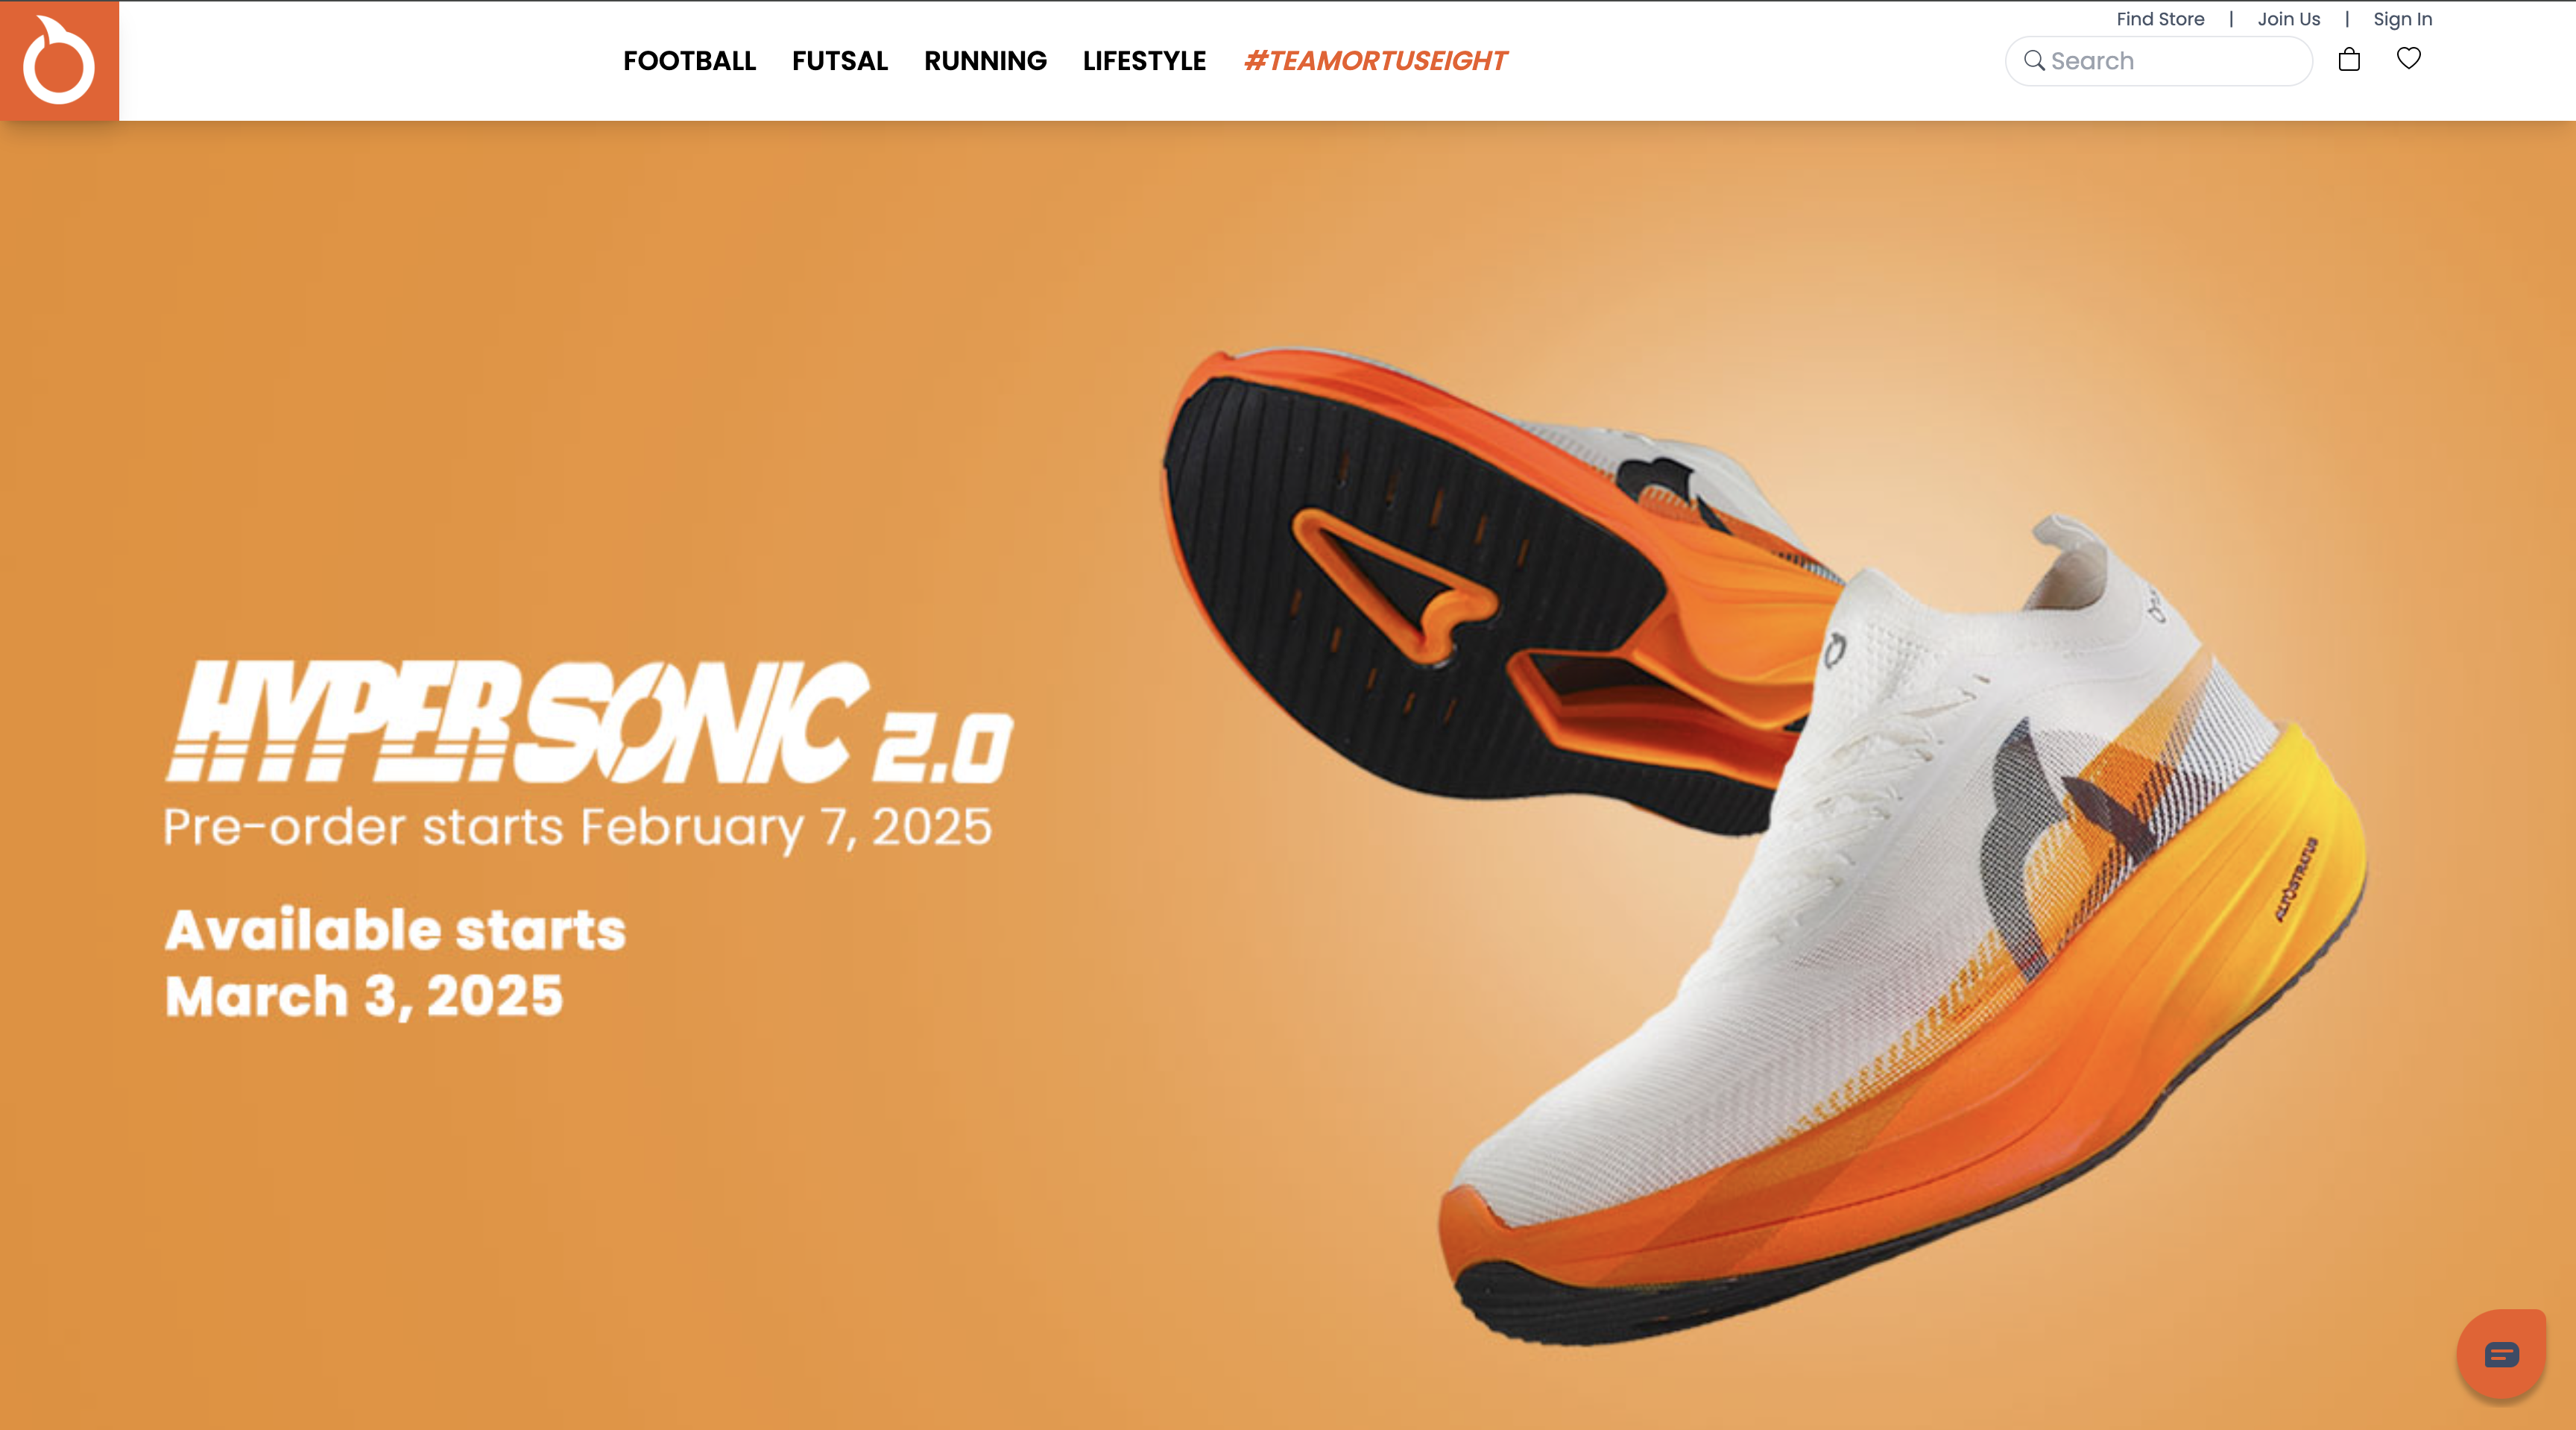 Find Store | Join Us | Sign In
FOOTBALL FUTSAL RUNNING LIFESTYLE #TEAMORTUSEIGHT
Search
HYPERSONIC 2.0
Pre-order starts February 7, 2025
Available starts
March 3, 2025
ALTOSTRATUS